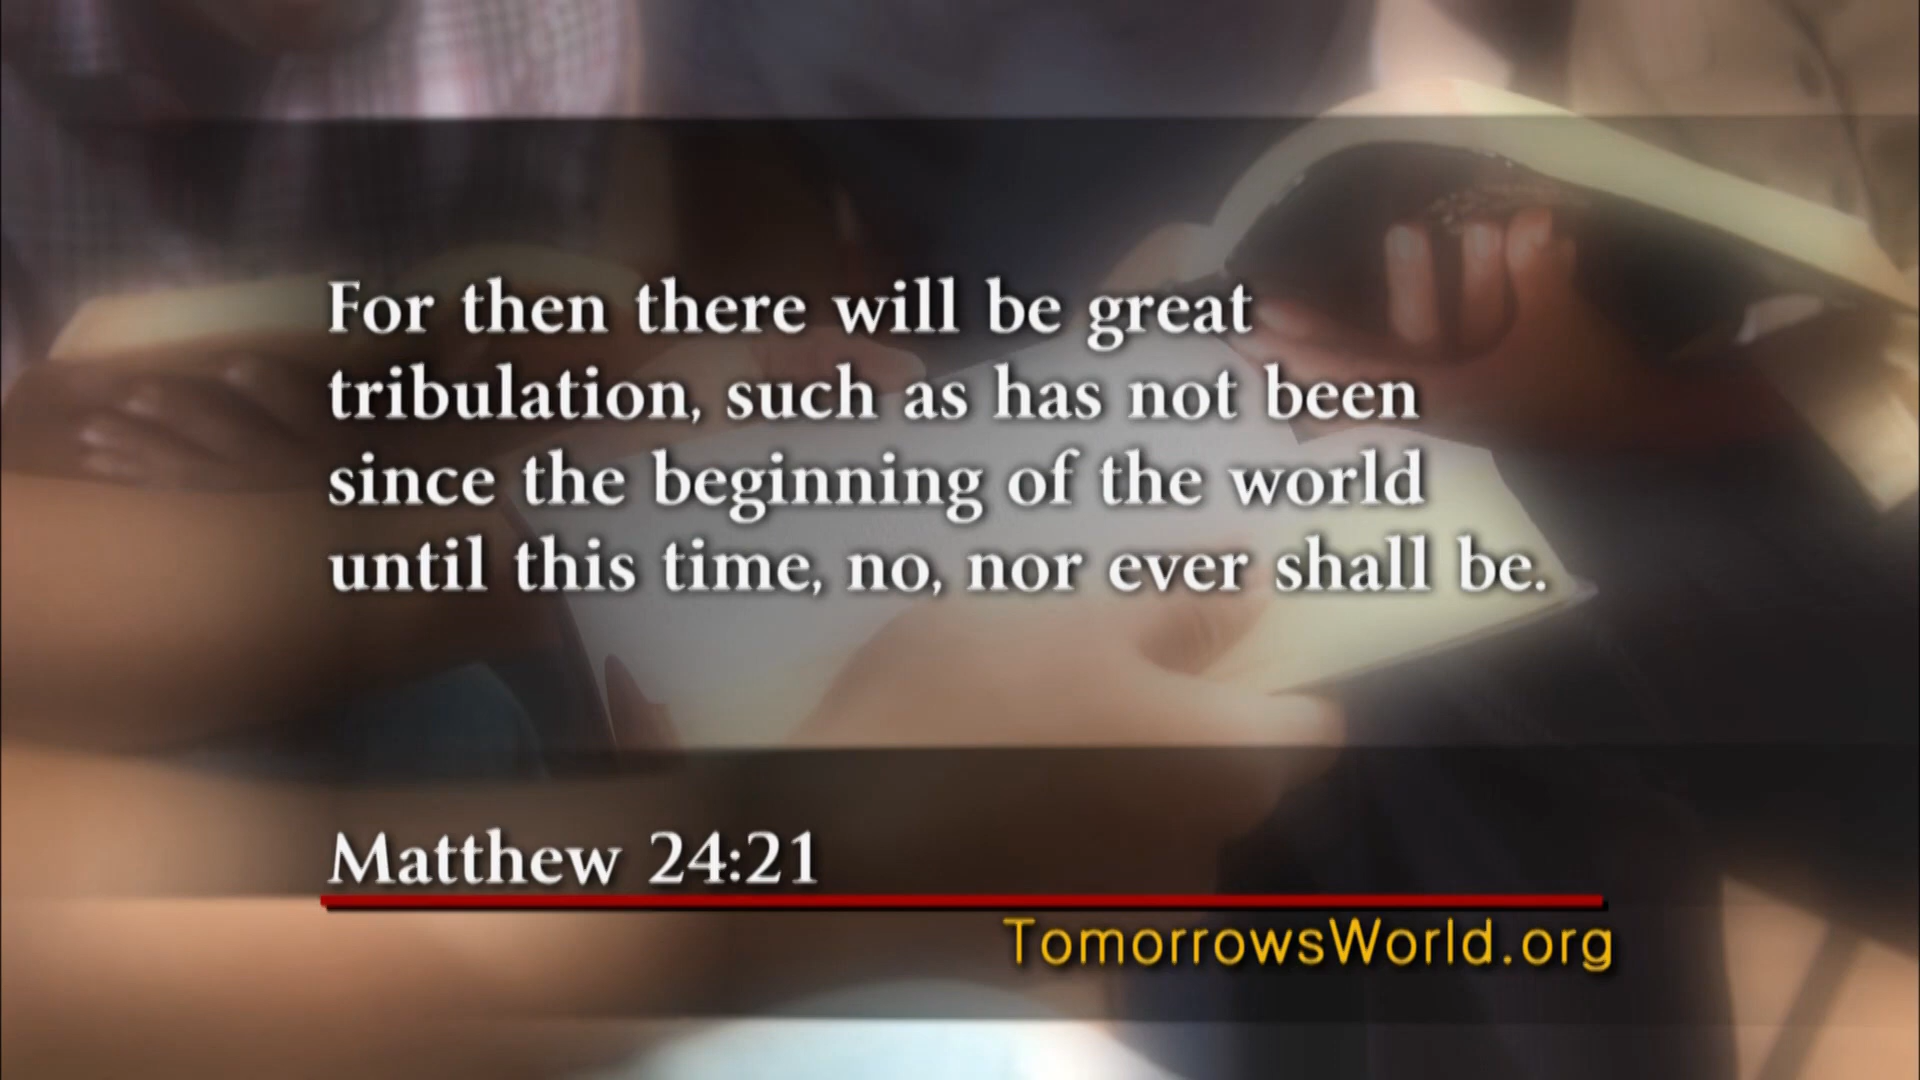 For then there will be great
tribulation, such as has not been
since the beginning of the world
until this time, no, nor ever shall be.
Matthew 24:21
TomorrowsWorld.org